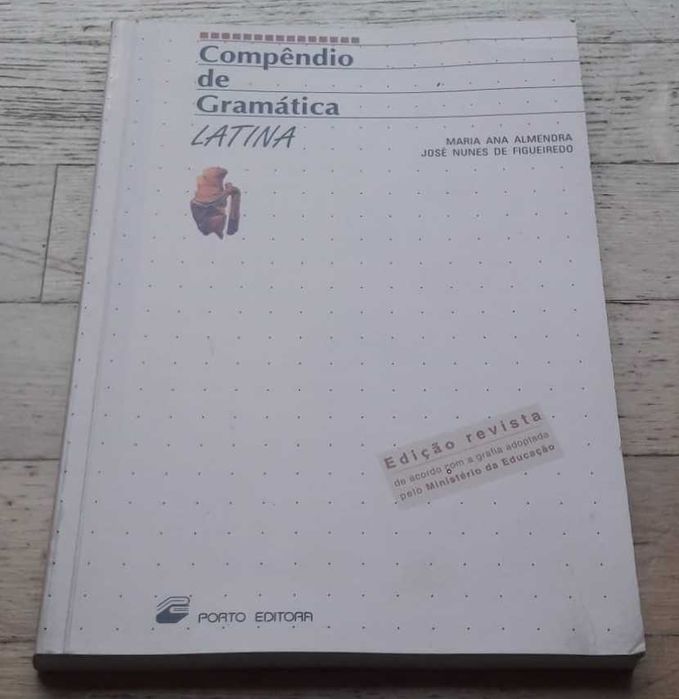 Compêndio
de
Gramática
LATINA
MARIA ANA ALMENDRA
JOSÉ NUNES DE FIGUEIREDO
Edição revista
de acordo com a grafia adoptada
pelo Ministério da Educação
PORTO EDITORA